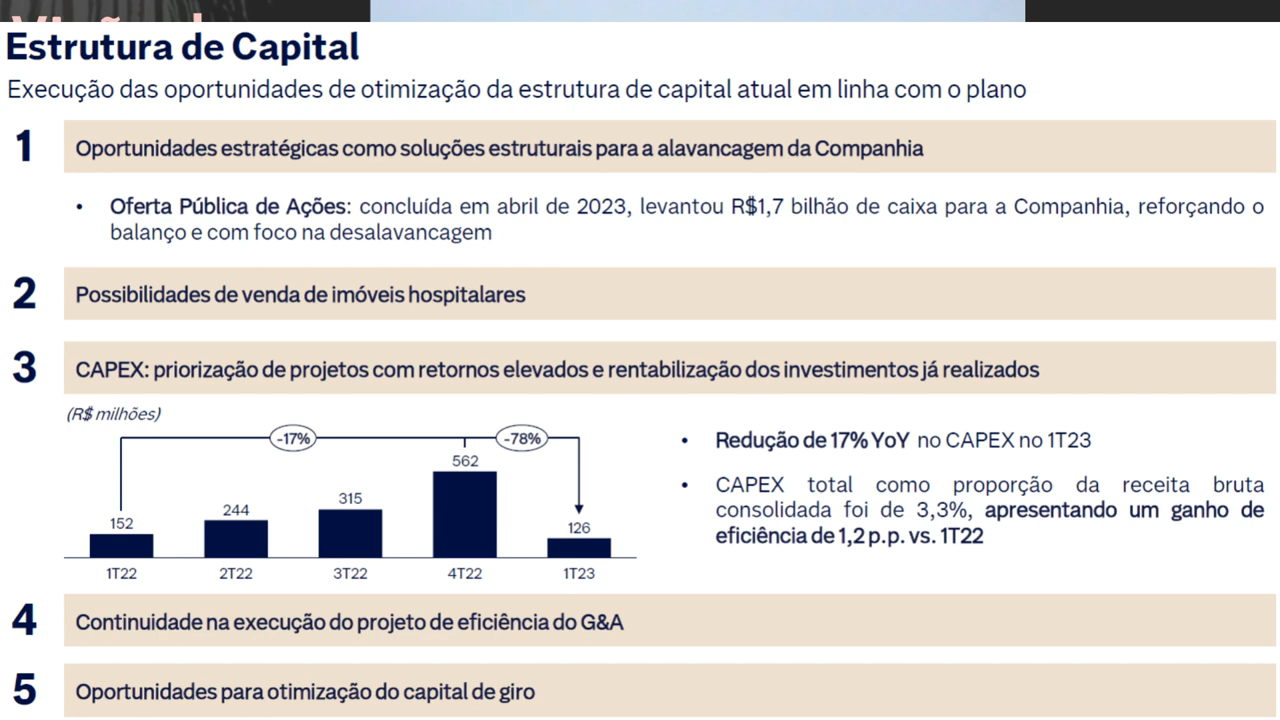 Estrutura de Capital
Execução das oportunidades de otimização da estrutura de capital atual em linha com o plano
1
Oportunidades estratégicas como soluções estruturais para a alavancagem da Companhia
• Oferta Pública de Ações: concluída em abril de 2023, levantou R$1,7 bilhão de caixa para a Companhia, reforçando o
balanço e com foco na desalavancagem
2
Possibilidades de venda de imóveis hospitalares
3
CAPEX: priorização de projetos com retornos elevados e rentabilização dos investimentos já realizados
(R$ milhões)
-17%
-78%
152
244
315
562
126
1T22
2T22
3T22
4T22
1T23
• Redução de 17% YoY no CAPEX no 1T23
• CAPEX total como proporção da receita bruta
consolidada foi de 3,3%, apresentando um ganho de
eficiência de 1,2 p.p. vs. 1T22
4
Continuidade na execução do projeto de eficiência do G&A
5
Oportunidades para otimização do capital de giro